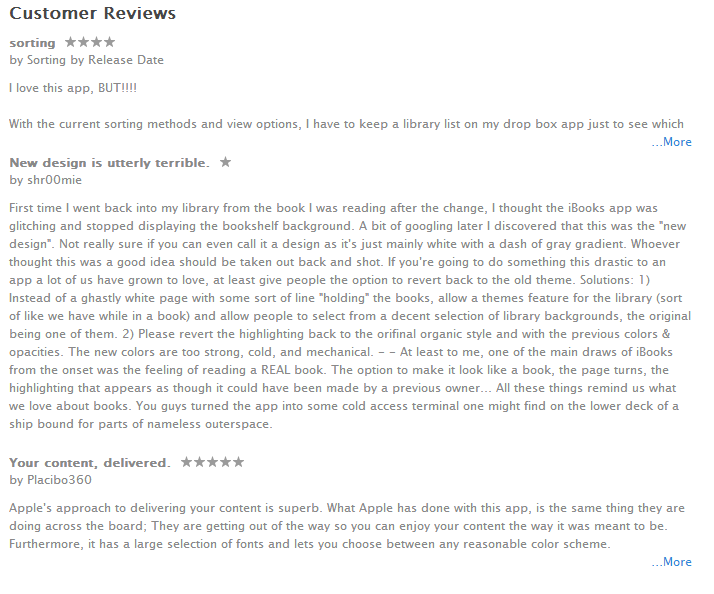 Customer Reviews
sorting ★★★★
by Sorting by Release Date
I love this app, BUT!!!!
With the current sorting methods and view options, I have to keep a library list on my drop box app just to see which
...More
New design is utterly terrible. ★
by shr00mie
First time I went back into my library from the book I was reading after the change, I thought the iBooks app was
glitching and stopped displaying the bookshelf background. A bit of googling later I discovered that this was the "new
design". Not really sure if you can even call it a design as it's just mainly white with a dash of gray gradient. Whoever
thought this was a good idea should be taken out back and shot. If you're going to do something this drastic to an
app a lot of us have grown to love, at least give people the option to revert back to the old theme. Solutions: 1)
Instead of a ghastly white page with some sort of line "holding" the books, allow a themes feature for the library (sort
of like we have while in a book) and allow people to select from a decent selection of library backgrounds, the original
being one of them. 2) Please revert the highlighting back to the orifinal organic style and with the previous colors &
opacities. The new colors are too strong, cold, and mechanical. - - At least to me, one of the main draws of iBooks
from the onset was the feeling of reading a REAL book. The option to make it look like a book, the page turns, the
highlighting that appears as though it could have been made by a previous owner... All these things remind us what
we love about books. You guys turned the app into some cold access terminal one might find on the lower deck of a
ship bound for parts of nameless outerspace.
Your content, delivered. ★★★★★
by Placibo360
Apple's approach to delivering your content is superb. What Apple has done with this app, is the same thing they are
doing across the board; They are getting out of the way so you can enjoy your content the way it was meant to be.
Furthermore, it has a large selection of fonts and lets you choose between any reasonable color scheme.
...More